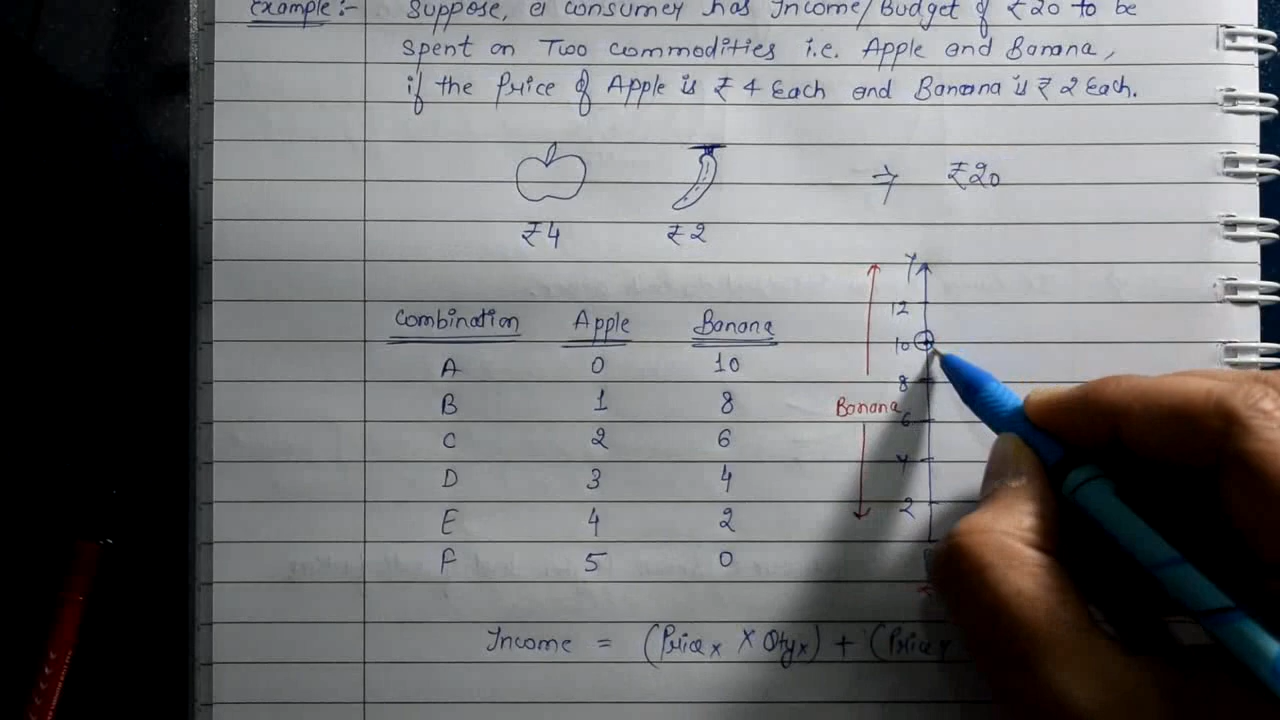 Example :- Suppose, a consumer has Income/Budget of ₹20 to be
spent on Two commodities i.e. Apple and Banana,
if the Price of Apple is ₹4 Each and Banana is ₹2 Each.
₹4 ₹2 → ₹20
Combination Apple Banana
A 0 10
B 1 8
C 2 6
D 3 4
E 4 2
F 5 0
Y
12
10
8
Banana
6
4
2
Income = (Price x × Qty x) + (Price y